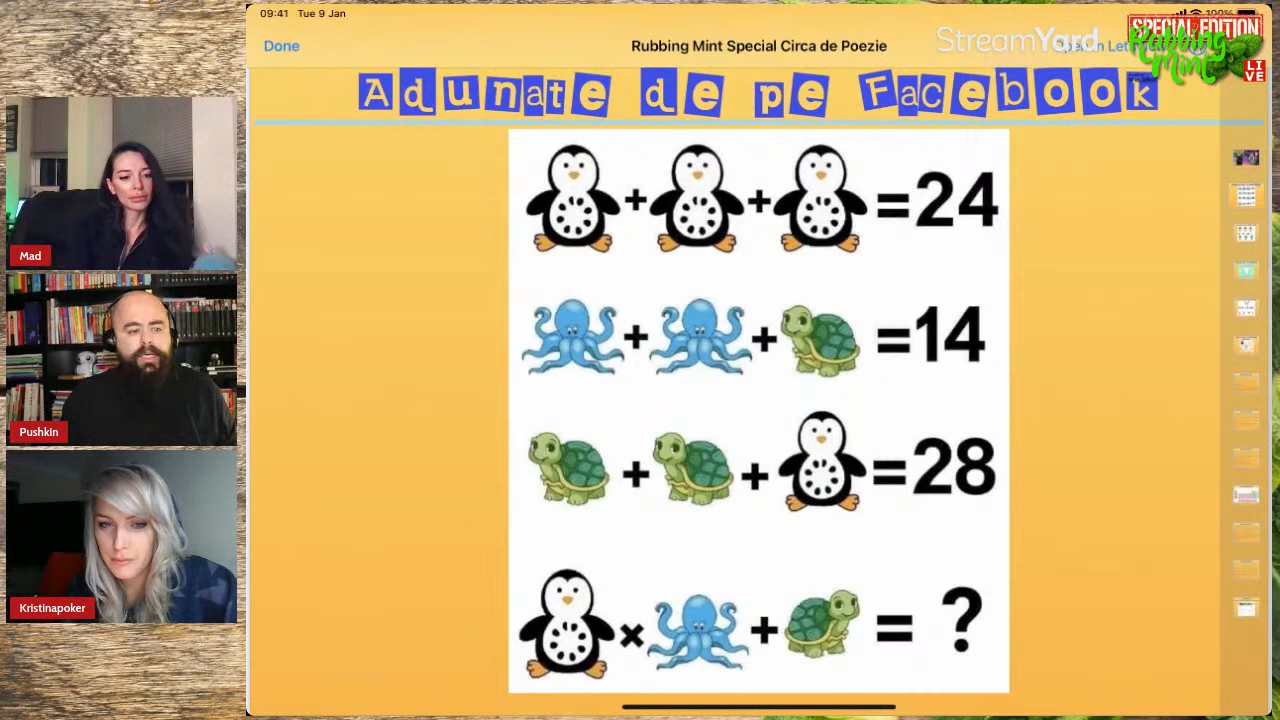 09:41 Tue 9 Jan
100%
Done
Rubbing Mint Special Circa de Poezie
StreamYard
SPECIAL EDITION
Rubbing
Mint
LIVE
Adunate de pe Facebook
+ + =24
+ + =14
+ + =28
× + = ?
Mad
Pushkin
Kristinapoker